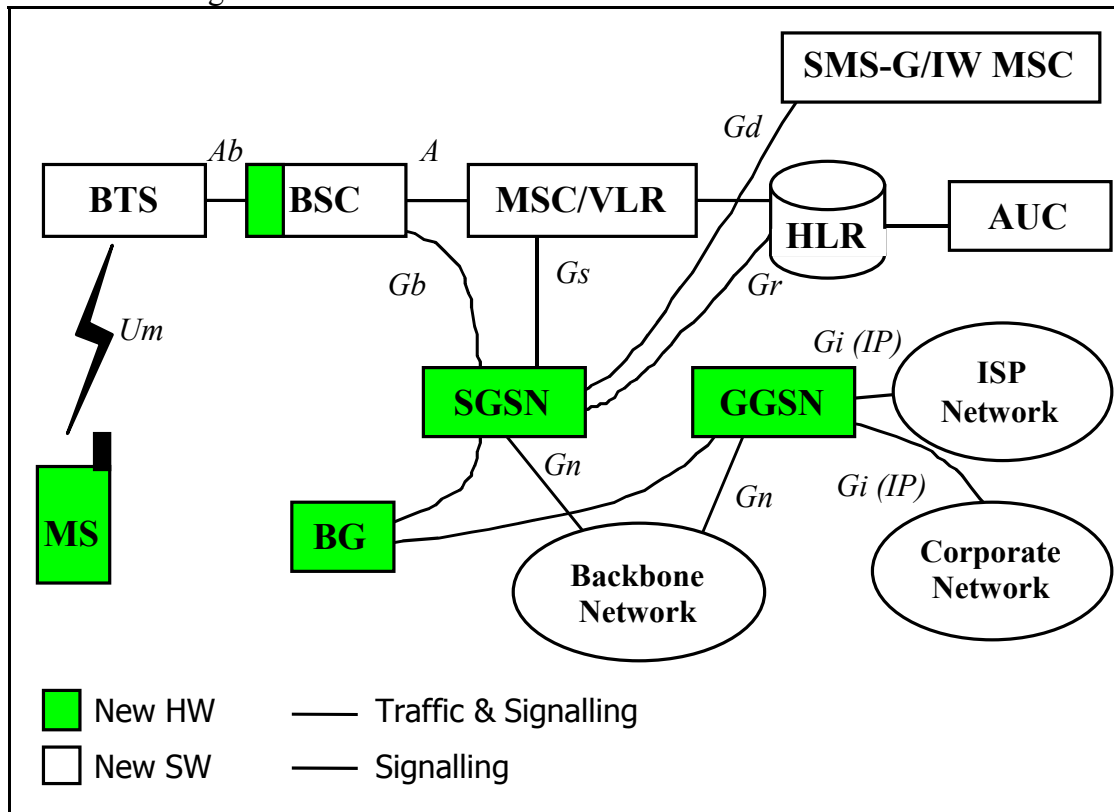 SMS-G/IW MSC
Gd
Ab
A
BTS
BSC
MSC/VLR
HLR
AUC
Gb
Gs
Gr
Um
Gi (IP)
SGSN
GGSN
ISP
Network
Gn
Gn
Gi (IP)
MS
BG
Backbone
Network
Corporate
Network
New HW
Traffic & Signalling
New SW
Signalling